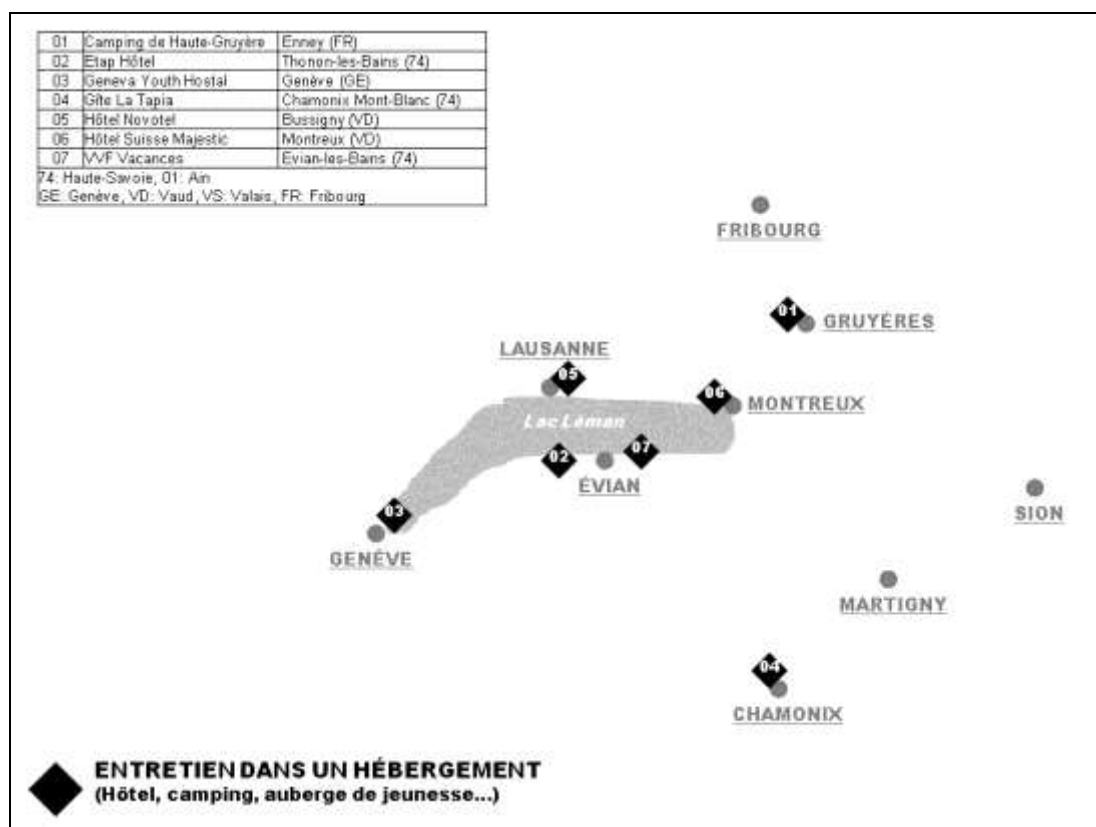 01 Camping de Haute-Gruyère Enney (FR)
02 Etap Hôtel Thonon-les-Bains (74)
03 Geneva Youth Hostal Genève (GE)
04 Gîte La Tapia Chamonix Mont-Blanc (74)
05 Hôtel Novotel Bussigny (VD)
06 Hôtel Suisse Majestic Montreux (VD)
07 VVF Vacances Evian-les-Bains (74)
74: Haute-Savoie, 01: Ain
GE: Genève, VD: Vaud, VS: Valais, FR: Fribourg
FRIBOURG
01
GRUYÉRES
LAUSANNE
05
06
MONTREUX
Lac Léman
02
07
ÉVIAN
SION
03
GENÉVE
MARTIGNY
04
CHAMONIX
ENTRETIEN DANS UN HÉBERGEMENT
(Hôtel, camping, auberge de jeunesse...)